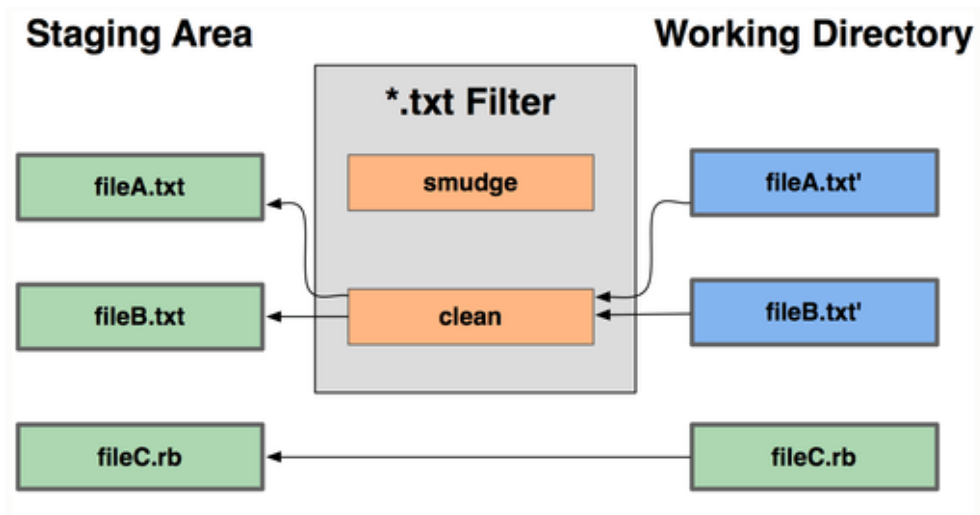 Staging Area
Working Directory
*.txt Filter
fileA.txt
smudge
fileA.txt'
fileB.txt
clean
fileB.txt'
fileC.rb
fileC.rb